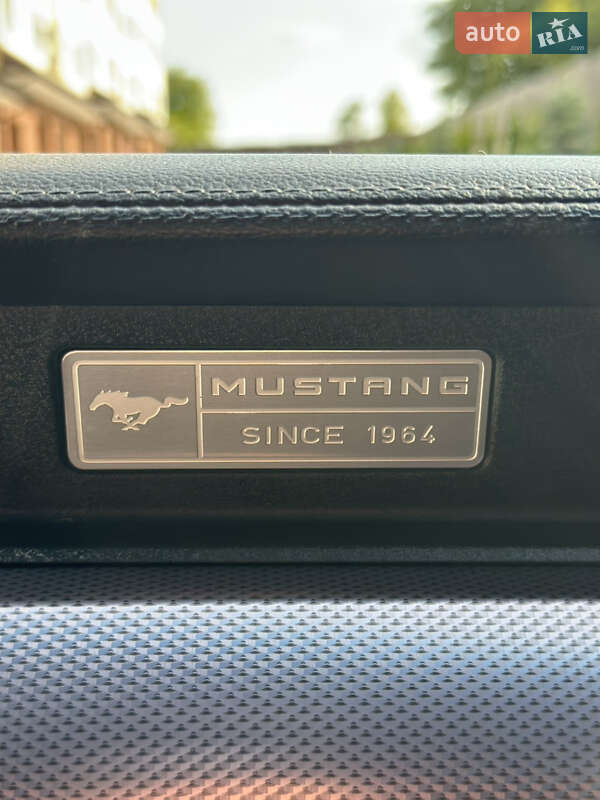 auto RIA .com
MUSTANG
SINCE 1964